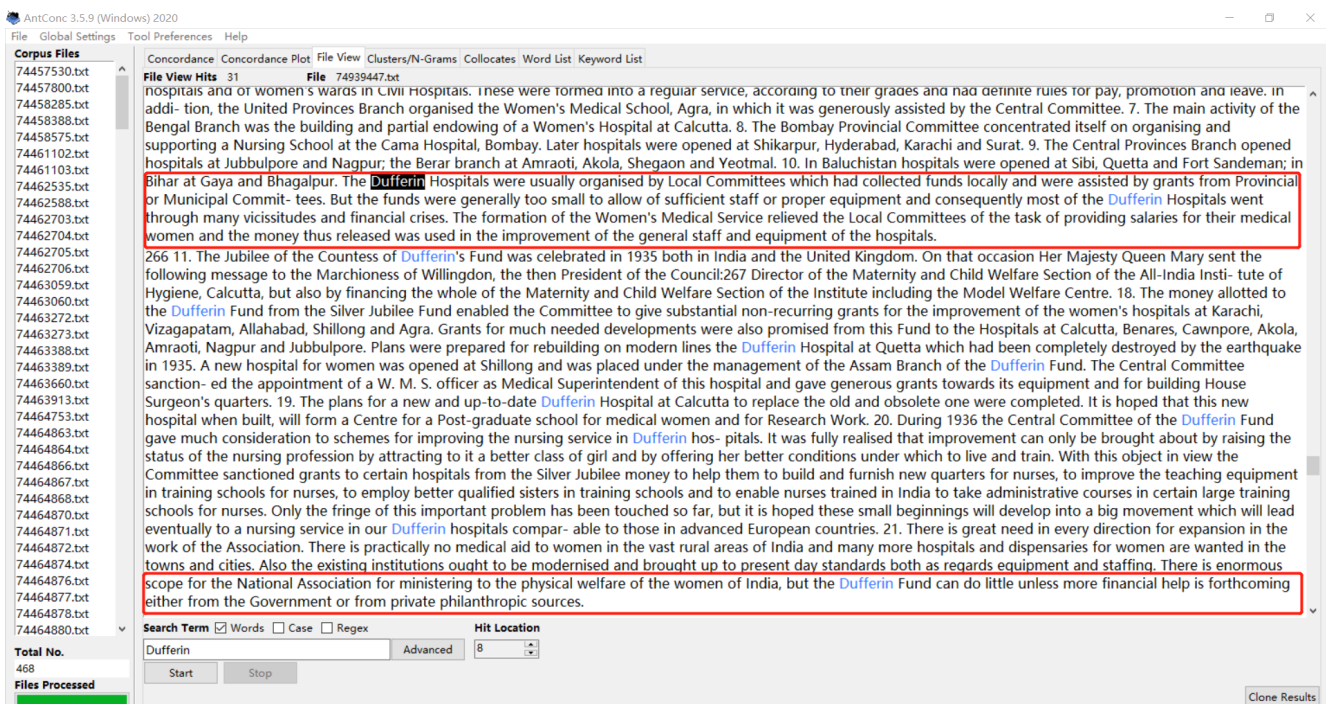 AntConc 3.5.9 (Windows) 2020
File Global Settings Tool Preferences Help
Corpus Files
74457530.txt
74457800.txt
74458285.txt
74458388.txt
74458575.txt
74461102.txt
74461103.txt
74462535.txt
74462588.txt
74462703.txt
74462704.txt
74462705.txt
74462706.txt
74463059.txt
74463060.txt
74463272.txt
74463273.txt
74463388.txt
74463389.txt
74463660.txt
74463913.txt
74464753.txt
74464863.txt
74464864.txt
74464866.txt
74464867.txt
74464868.txt
74464870.txt
74464871.txt
74464872.txt
74464874.txt
74464876.txt
74464877.txt
74464878.txt
74464880.txt
Total No.
468
Files Processed
Concordance Concordance Plot File View Clusters/N-Grams Collocates Word List Keyword List
File View Hits 31 File 74939447.txt
hospitals and of women's wards in Civil Hospitals. These were formed into a regular service, according to their grades and had definite rules for pay, promotion and leave. In
addi- tion, the United Provinces Branch organised the Women's Medical School, Agra, in which it was generously assisted by the Central Committee. 7. The main activity of the
Bengal Branch was the building and partial endowing of a Women's Hospital at Calcutta. 8. The Bombay Provincial Committee concentrated itself on organising and
supporting a Nursing School at the Cama Hospital, Bombay. Later hospitals were opened at Shikarpur, Hyderabad, Karachi and Surat. 9. The Central Provinces Branch opened
hospitals at Jubbulpore and Nagpur; the Berar branch at Amraoti, Akola, Shegaon and Yeotmal. 10. In Baluchistan hospitals were opened at Sibi, Quetta and Fort Sandeman; in
Bihar at Gaya and Bhagalpur. The Dufferin Hospitals were usually organised by Local Committees which had collected funds locally and were assisted by grants from Provincial
or Municipal Commit- tees. But the funds were generally too small to allow of sufficient staff or proper equipment and consequently most of the Dufferin Hospitals went
through many vicissitudes and financial crises. The formation of the Women's Medical Service relieved the Local Committees of the task of providing salaries for their medical
women and the money thus released was used in the improvement of the general staff and equipment of the hospitals.
266 11. The Jubilee of the Countess of Dufferin's Fund was celebrated in 1935 both in India and the United Kingdom. On that occasion Her Majesty Queen Mary sent the
following message to the Marchioness of Willingdon, the then President of the Council:267 Director of the Maternity and Child Welfare Section of the All-India Insti- tute of
Hygiene, Calcutta, but also by financing the whole of the Maternity and Child Welfare Section of the Institute including the Model Welfare Centre. 18. The money allotted to
the Dufferin Fund from the Silver Jubilee Fund enabled the Committee to give substantial non-recurring grants for the improvement of the women's hospitals at Karachi,
Vizagapatam, Allahabad, Shillong and Agra. Grants for much needed developments were also promised from this Fund to the Hospitals at Calcutta, Benares, Cawnpore, Akola,
Amraoti, Nagpur and Jubbulpore. Plans were prepared for rebuilding on modern lines the Dufferin Hospital at Quetta which had been completely destroyed by the earthquake
in 1935. A new hospital for women was opened at Shillong and was placed under the management of the Assam Branch of the Dufferin Fund. The Central Committee
sanction- ed the appointment of a W. M. S. officer as Medical Superintendent of this hospital and gave generous grants towards its equipment and for building House
Surgeon's quarters. 19. The plans for a new and up-to-date Dufferin Hospital at Calcutta to replace the old and obsolete one were completed. It is hoped that this new
hospital when built, will form a Centre for a Post-graduate school for medical women and for Research Work. 20. During 1936 the Central Committee of the Dufferin Fund
gave much consideration to schemes for improving the nursing service in Dufferin hos- pitals. It was fully realised that improvement can only be brought about by raising the
status of the nursing profession by attracting to it a better class of girl and by offering her better conditions under which to live and train. With this object in view the
Committee sanctioned grants to certain hospitals from the Silver Jubilee money to help them to build and furnish new quarters for nurses, to improve the teaching equipment
in training schools for nurses, to employ better qualified sisters in training schools and to enable nurses trained in India to take administrative courses in certain large training
schools for nurses. Only the fringe of this important problem has been touched so far, but it is hoped these small beginnings will develop into a big movement which will lead
eventually to a nursing service in our Dufferin hospitals compar- able to those in advanced European countries. 21. There is great need in every direction for expansion in the
work of the Association. There is practically no medical aid to women in the vast rural areas of India and many more hospitals and dispensaries for women are wanted in the
towns and cities. Also the existing institutions ought to be modernised and brought up to present day standards both as regards equipment and staffing. There is enormous
scope for the National Association for ministering to the physical welfare of the women of India, but the Dufferin Fund can do little unless more financial help is forthcoming
either from the Government or from private philanthropic sources.
Search Term Words Case Regex Hit Location
Dufferin Advanced 8
Start Stop
Clone Results